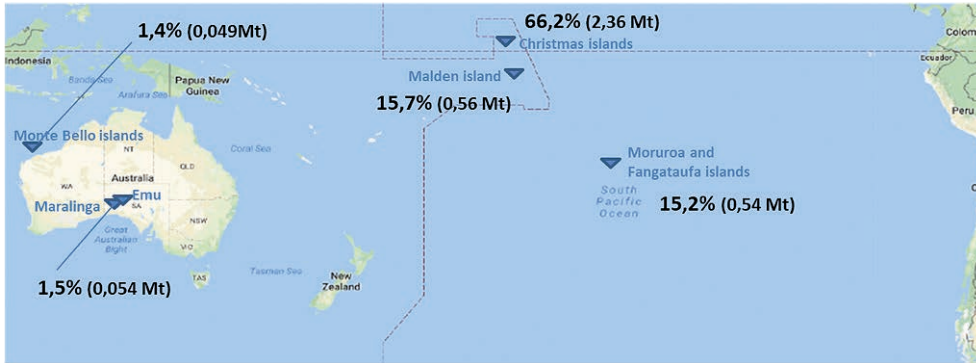 1,4% (0,049Mt)
66,2% (2,36 Mt)
Christmas islands
Colom
Indonesia
Banda Sea
Papua New
Guinea
Arafura Sea
Malden island
Ecuador
15,7% (0,56 Mt)
Peru
Monte Bello islands
NT
Coral Sea
QLD
Moruroa and
Fangataufa islands
Australia
WA
Maralinga
Emu
SA
South
Pacific
Ocean
15,2% (0,54 Mt)
NSW
Great
Australian
Bight
VIC
TAS
Tasman Sea
New
Zealand
1,5% (0,054 Mt)